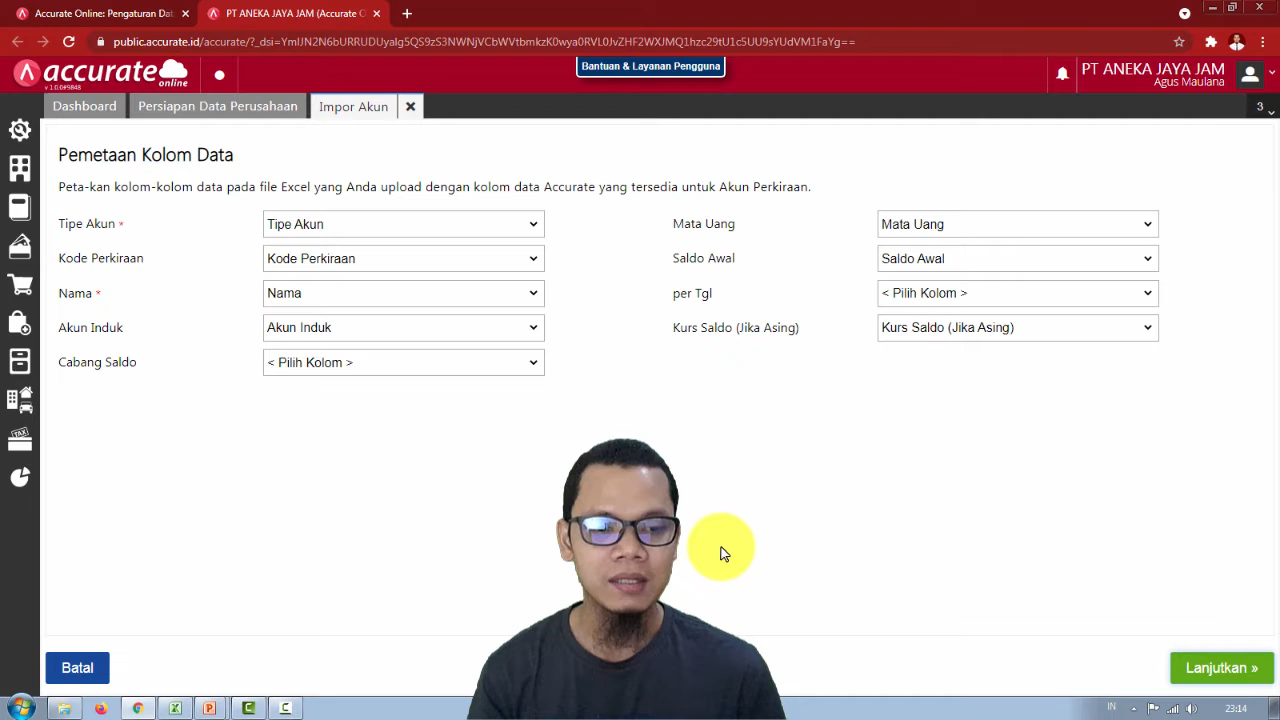 Accurate Online: Pengaturan Dat
PT ANEKA JAYA JAM (Accurate O
public.accurate.id/accurate/?_dsi=YmlJN2N6bURRUDUyalg5QS9zS3NWNjVCbWVtbmkzK0wya0RVL0JvZHF2WXJMQ1hzc29tU1c5UU9sYUdVM1FaYg==
accurate online
v 1.0.0#9848
Bantuan & Layanan Pengguna
PT ANEKA JAYA JAM
Agus Maulana
Dashboard
Persiapan Data Perusahaan
Impor Akun
3
Pemetaan Kolom Data
Peta-kan kolom-kolom data pada file Excel yang Anda upload dengan kolom data Accurate yang tersedia untuk Akun Perkiraan.
Tipe Akun * Tipe Akun
Mata Uang Mata Uang
Kode Perkiraan Kode Perkiraan
Saldo Awal Saldo Awal
Nama * Nama
per Tgl < Pilih Kolom >
Akun Induk Akun Induk
Kurs Saldo (Jika Asing) Kurs Saldo (Jika Asing)
Cabang Saldo < Pilih Kolom >
TAX
Batal
Lanjutkan »
IN
23:14